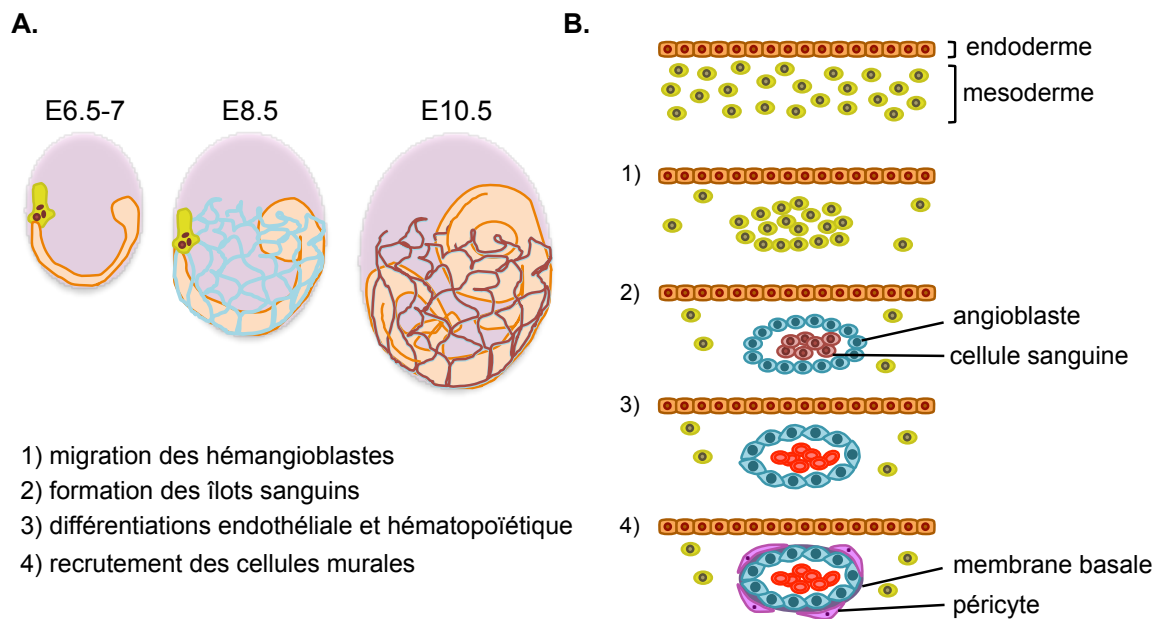 A.
E6.5-7
E8.5
E10.5
1) migration des hémangioblastes
2) formation des îlots sanguins
3) différentiations endothéliale et hématopoïétique
4) recrutement des cellules murales
B.
endoderme
mesoderme
1)
2)
angioblaste
cellule sanguine
3)
4)
membrane basale
péricyte